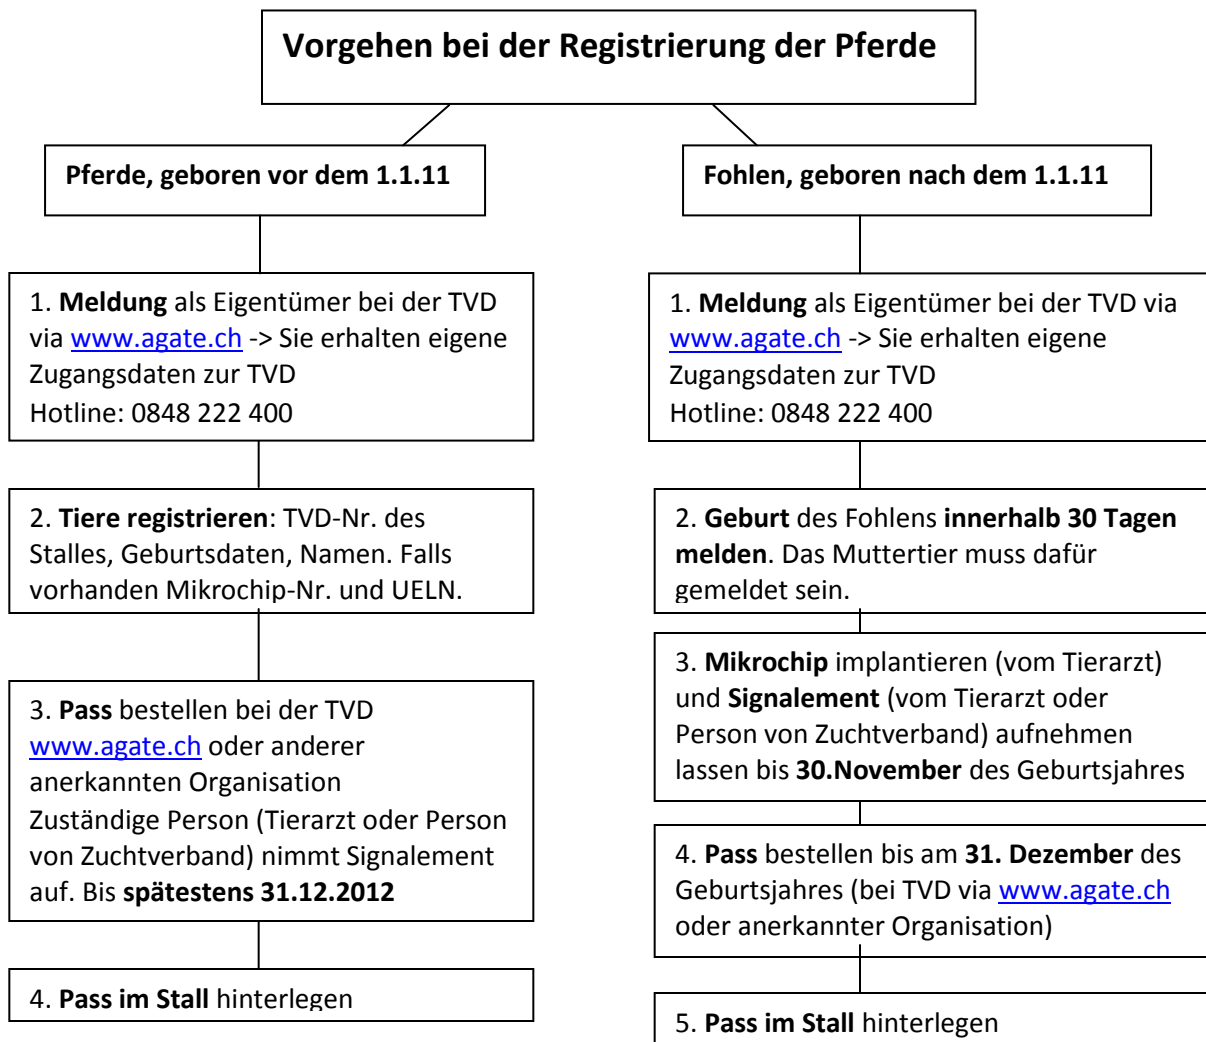 Vorgehen bei der Registrierung der Pferde
Pferde, geboren vor dem 1.1.11
1. Meldung als Eigentümer bei der TVD
via www.agate.ch -> Sie erhalten eigene
Zugangsdaten zur TVD
Hotline: 0848 222 400
2. Tiere registrieren: TVD-Nr. des
Stalles, Geburtsdaten, Namen. Falls
vorhanden Mikrochip-Nr. und UELN.
3. Pass bestellen bei der TVD
www.agate.ch oder anderer
anerkannten Organisation
Zuständige Person (Tierarzt oder Person
von Zuchtverband) nimmt Signalement
auf. Bis spätestens 31.12.2012
4. Pass im Stall hinterlegen
Fohlen, geboren nach dem 1.1.11
1. Meldung als Eigentümer bei der TVD via
www.agate.ch -> Sie erhalten eigene
Zugangsdaten zur TVD
Hotline: 0848 222 400
2. Geburt des Fohlens innerhalb 30 Tagen
melden. Das Muttertier muss dafür
gemeldet sein.
3. Mikrochip implantieren (vom Tierarzt)
und Signalement (vom Tierarzt oder
Person von Zuchtverband) aufnehmen
lassen bis 30.November des Geburtsjahres
4. Pass bestellen bis am 31. Dezember des
Geburtsjahres (bei TVD via www.agate.ch
oder anerkannter Organisation)
5. Pass im Stall hinterlegen